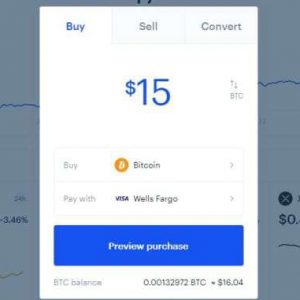 Buy Sell Convert
$15
BTC
Buy Bitcoin
24h
-3.46%
Pay with VISA Wells Fargo
$0.
Preview purchase
BTC balance 0.00132972 BTC ≈ $16.04